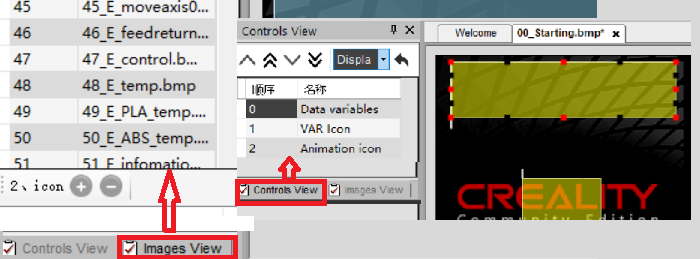 45 45_E_moveaxis0...
46 46_E_feedreturn...
47 47_E_control.b...
48 48_E_temp.bmp
49 49_E_PLA_temp....
50 50_E_ABS_temp....
51 51_E_infomatio...
2、icon
Controls View Images View
Controls View
Displa
顺序 名称
0 Data variables
1 VAR Icon
2 Animation icon
Controls View Images View
Welcome 00_Starting.bmp* x
CREALITY
Community Edition